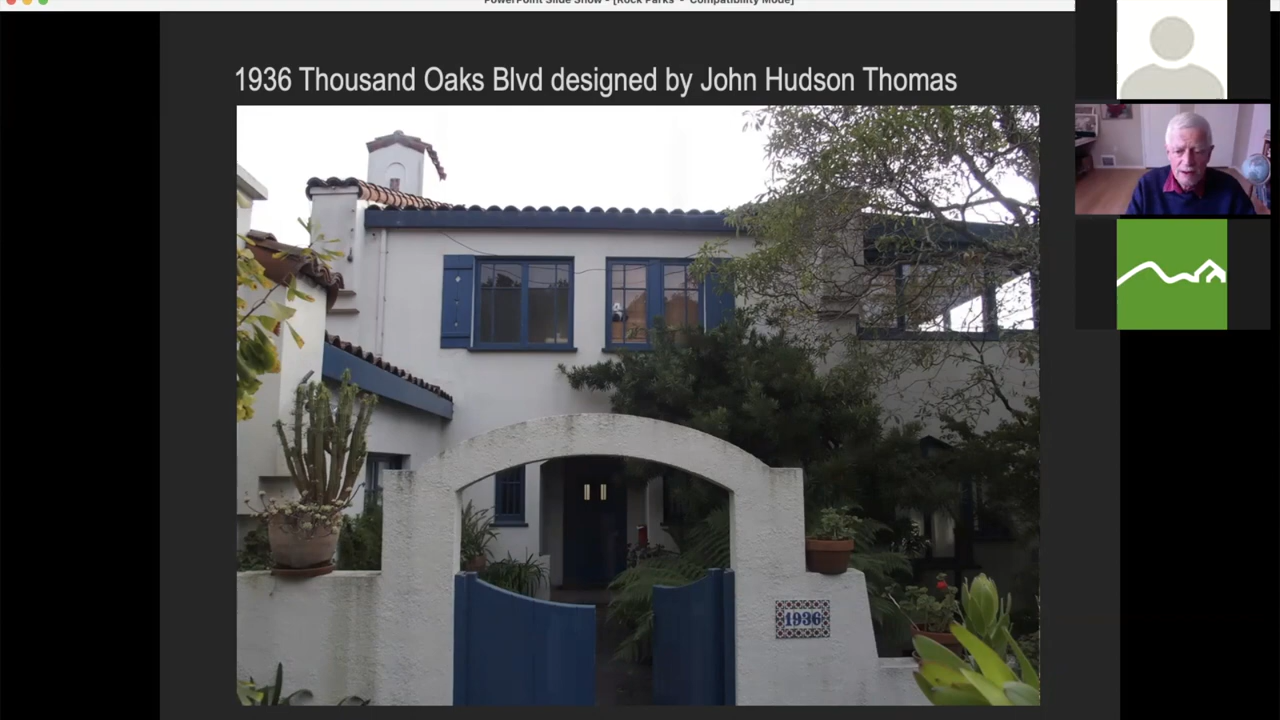 PowerPoint Slide Show - [Rock Parks - Compatibility Mode]
1936 Thousand Oaks Blvd designed by John Hudson Thomas
1936